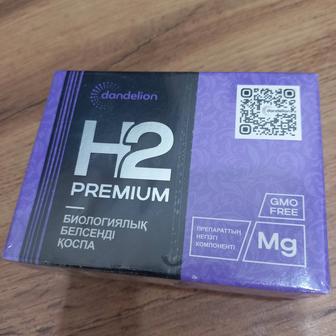 dandelion
H2
PREMIUM
БИОЛОГИЯЛЫҚ
БЕЛСЕНДІ
ҚОСПА
GMO
FREE
ПРЕПАРАТТЫҢ
НЕГІЗГІ
КОМПОНЕНТІ
Mg